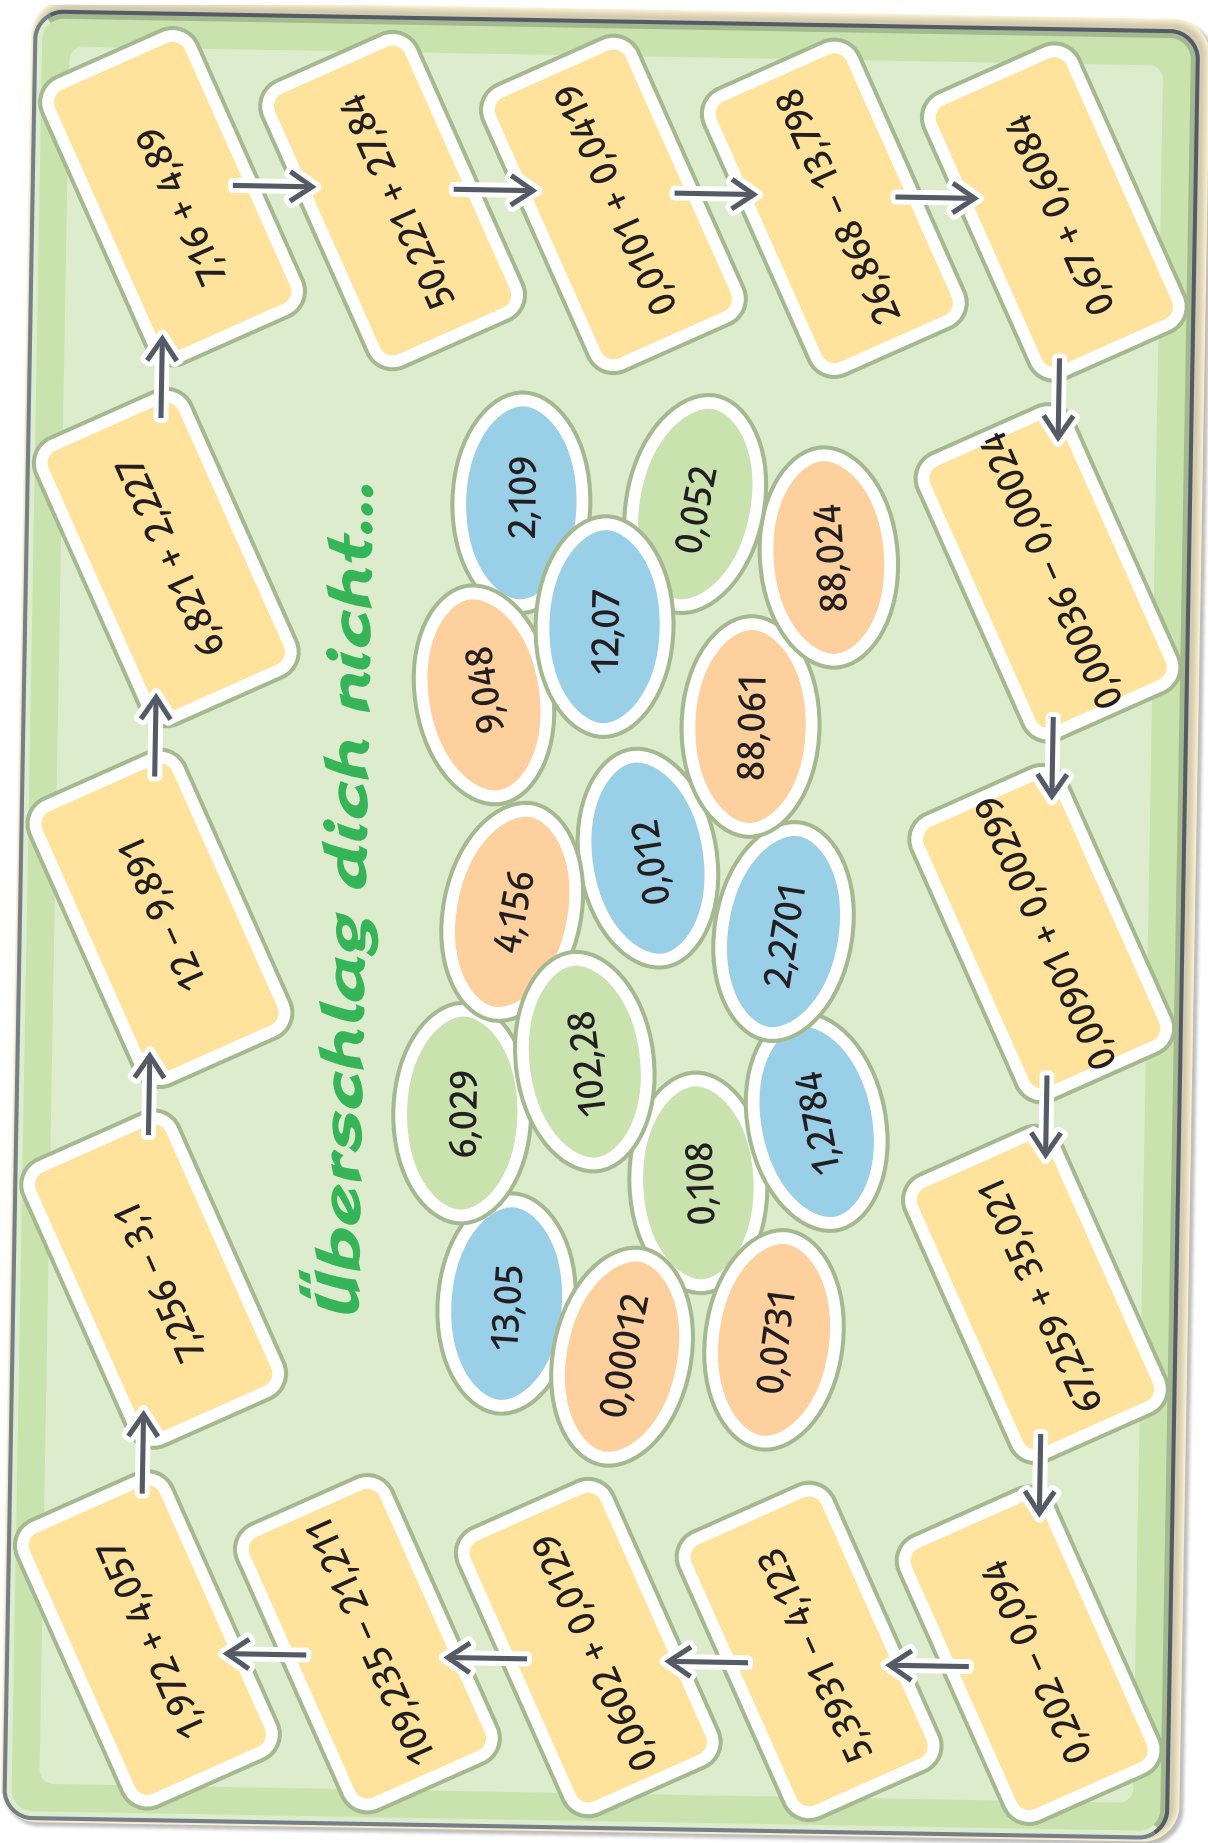 1,972 + 4,057
7,256 – 3,1
12 – 9,891
6,821 + 2,227
7,16 + 4,89
Überschlag dich nicht...
109,235 – 21,211
50,221 + 27,84
13,05
6,029
4,156
9,048
2,109
0,00012
102,28
0,012
12,07
0,052
0,0602 + 0,0129
0,0101 + 0,0419
0,0731
0,108
1,2784
2,2701
88,061
88,024
5,3931 – 4,123
26,868 – 13,798
0,202 – 0,094
67,259 + 35,021
0,00901 + 0,00299
0,00036 – 0,00024
0,67 + 0,6084